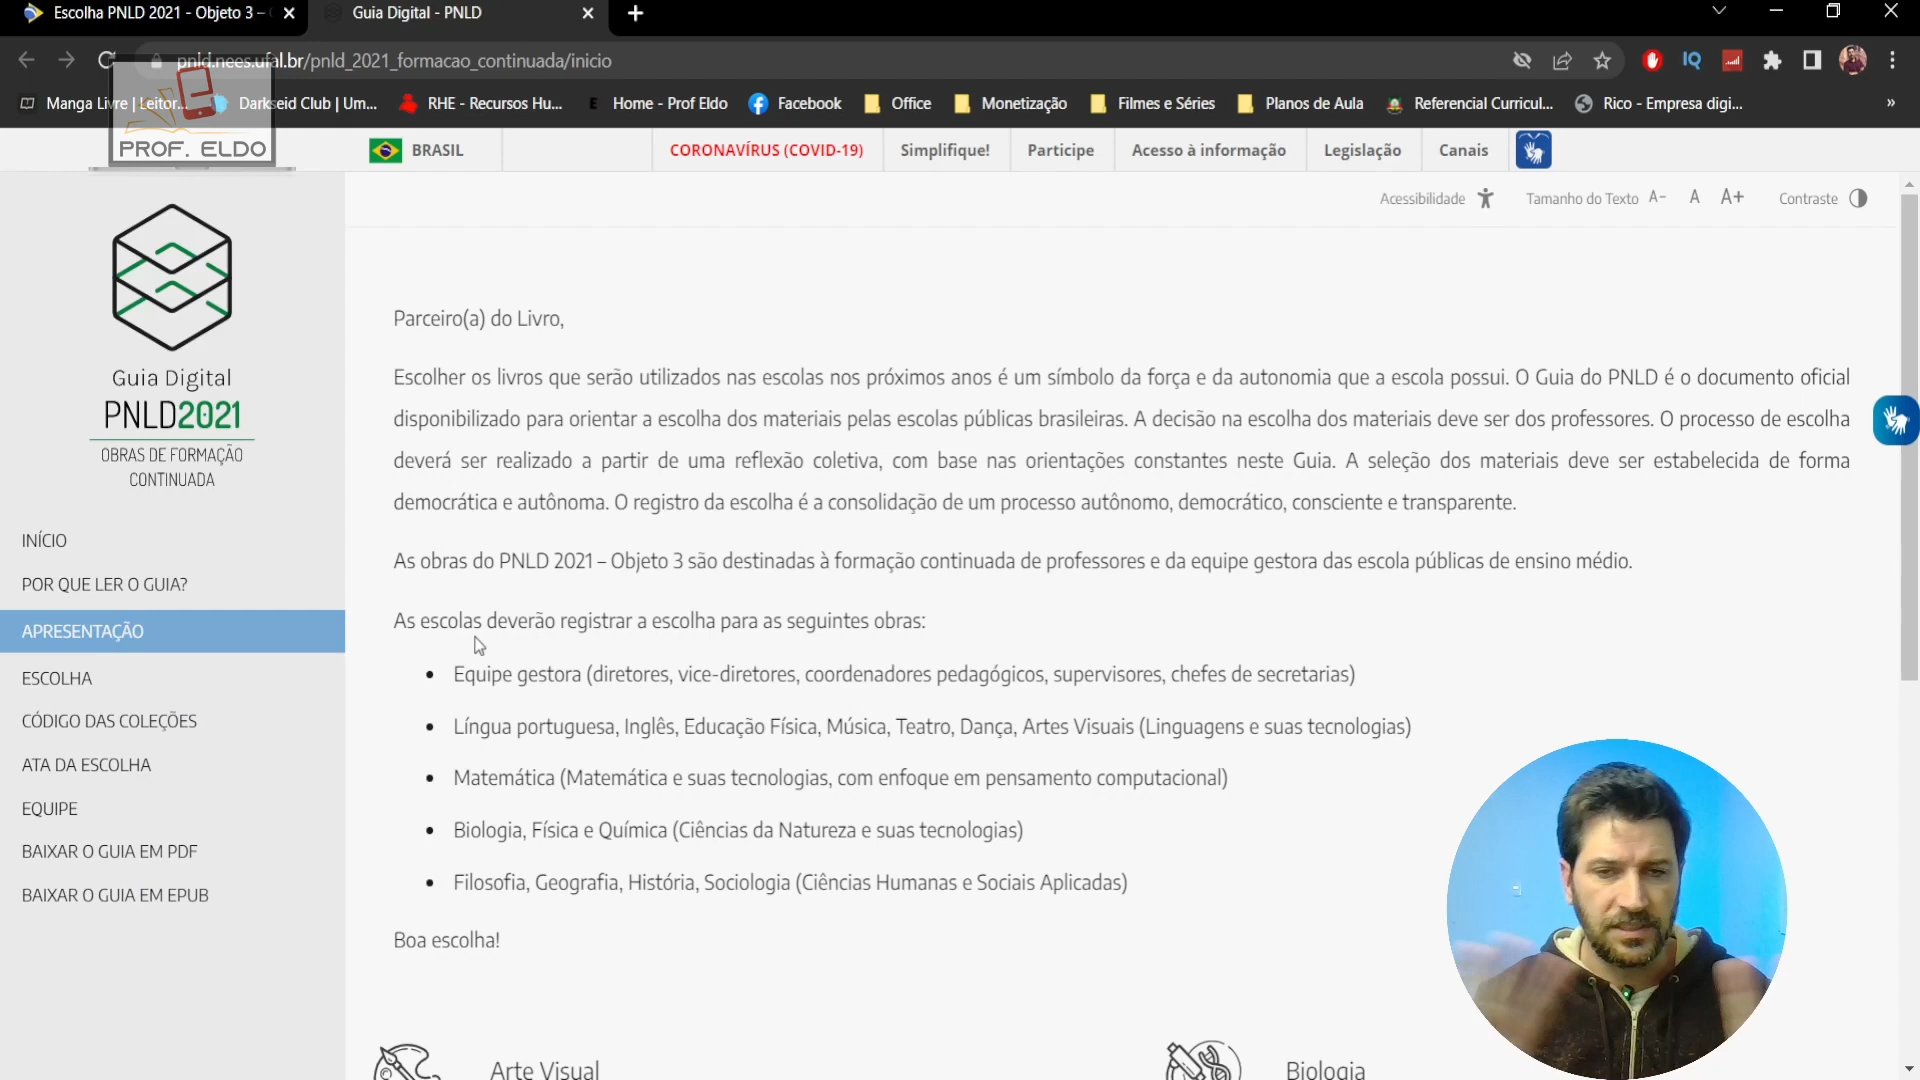 Escolha PNLD 2021 - Objeto 3 –
Guia Digital - PNLD
pnld.nees.ufal.br/pnld_2021_formacao_continuada/inicio
Manga Livre | Leitor...
Darkseid Club | Um...
RHE - Recursos Hu...
E Home - Prof Eldo
Facebook
Office
Monetização
Filmes e Séries
Planos de Aula
Referencial Curricul...
Rico - Empresa digi...
»
IQ
PROF. ELDO
BRASIL
CORONAVÍRUS (COVID-19)
Simplifique!
Participe
Acesso à informação
Legislação
Canais
Acessibilidade
Tamanho do Texto A- A A+
Contraste
Guia Digital
PNLD2021
OBRAS DE FORMAÇÃO
CONTINUADA
INÍCIO
POR QUE LER O GUIA?
APRESENTAÇÃO
ESCOLHA
CÓDIGO DAS COLEÇÕES
ATA DA ESCOLHA
EQUIPE
BAIXAR O GUIA EM PDF
BAIXAR O GUIA EM EPUB
Parceiro(a) do Livro,
Escolher os livros que serão utilizados nas escolas nos próximos anos é um símbolo da força e da autonomia que a escola possui. O Guia do PNLD é o documento oficial
disponibilizado para orientar a escolha dos materiais pelas escolas públicas brasileiras. A decisão na escolha dos materiais deve ser dos professores. O processo de escolha
deverá ser realizado a partir de uma reflexão coletiva, com base nas orientações constantes neste Guia. A seleção dos materiais deve ser estabelecida de forma
democrática e autônoma. O registro da escolha é a consolidação de um processo autônomo, democrático, consciente e transparente.
As obras do PNLD 2021 – Objeto 3 são destinadas à formação continuada de professores e da equipe gestora das escola públicas de ensino médio.
As escolas deverão registrar a escolha para as seguintes obras:
• Equipe gestora (diretores, vice-diretores, coordenadores pedagógicos, supervisores, chefes de secretarias)
• Língua portuguesa, Inglês, Educação Física, Música, Teatro, Dança, Artes Visuais (Linguagens e suas tecnologias)
• Matemática (Matemática e suas tecnologias, com enfoque em pensamento computacional)
• Biologia, Física e Química (Ciências da Natureza e suas tecnologias)
• Filosofia, Geografia, História, Sociologia (Ciências Humanas e Sociais Aplicadas)
Boa escolha!
Arte Visual
Biologia